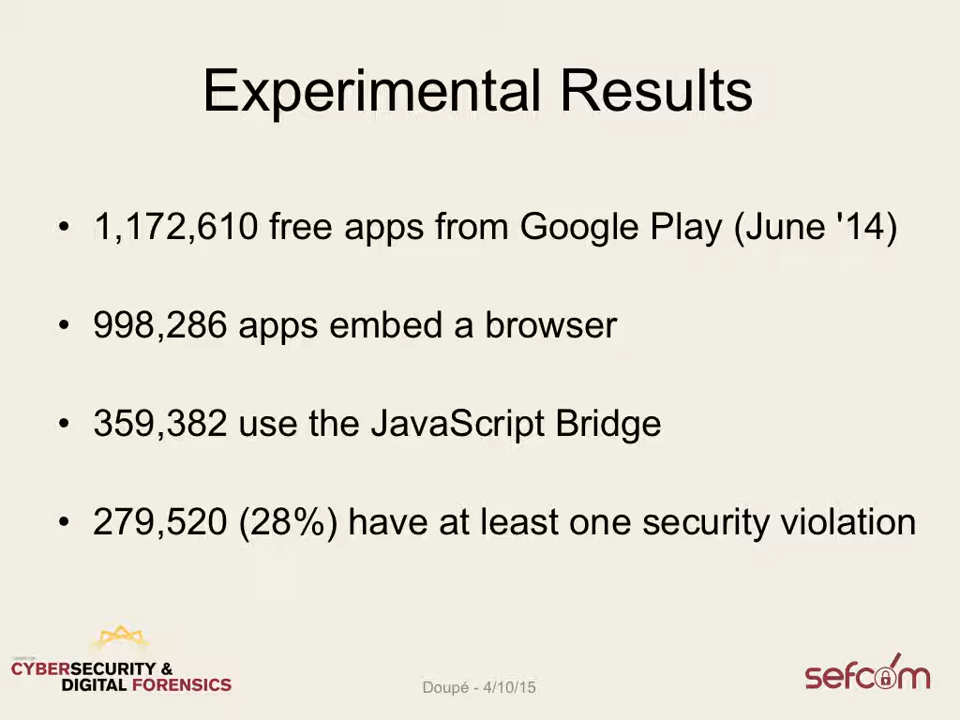 Experimental Results
• 1,172,610 free apps from Google Play (June '14)
• 998,286 apps embed a browser
• 359,382 use the JavaScript Bridge
• 279,520 (28%) have at least one security violation
CYBERSECURITY &
DIGITAL FORENSICS
Doupé - 4/10/15
sefcom